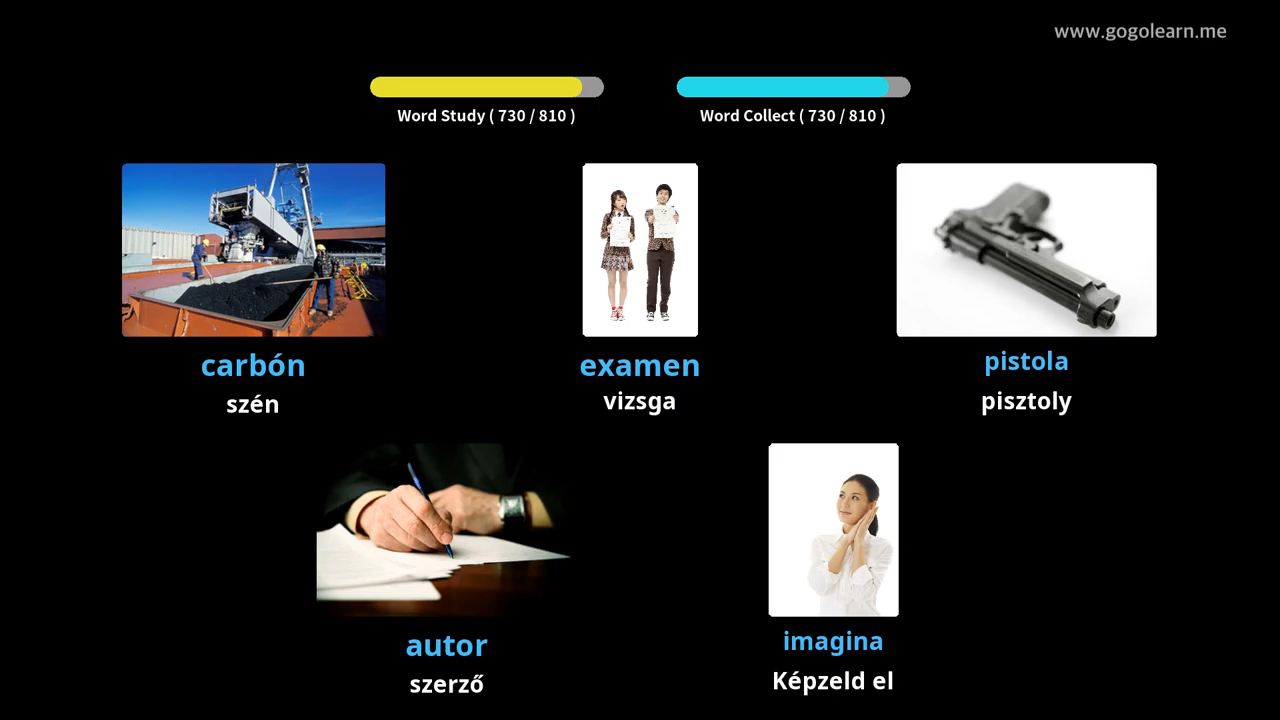 www.gogolearn.me
Word Study ( 730 / 810 )
Word Collect ( 730 / 810 )
carbón
szén
examen
vizsga
pistola
pisztoly
autor
szerző
imagina
Képzeld el